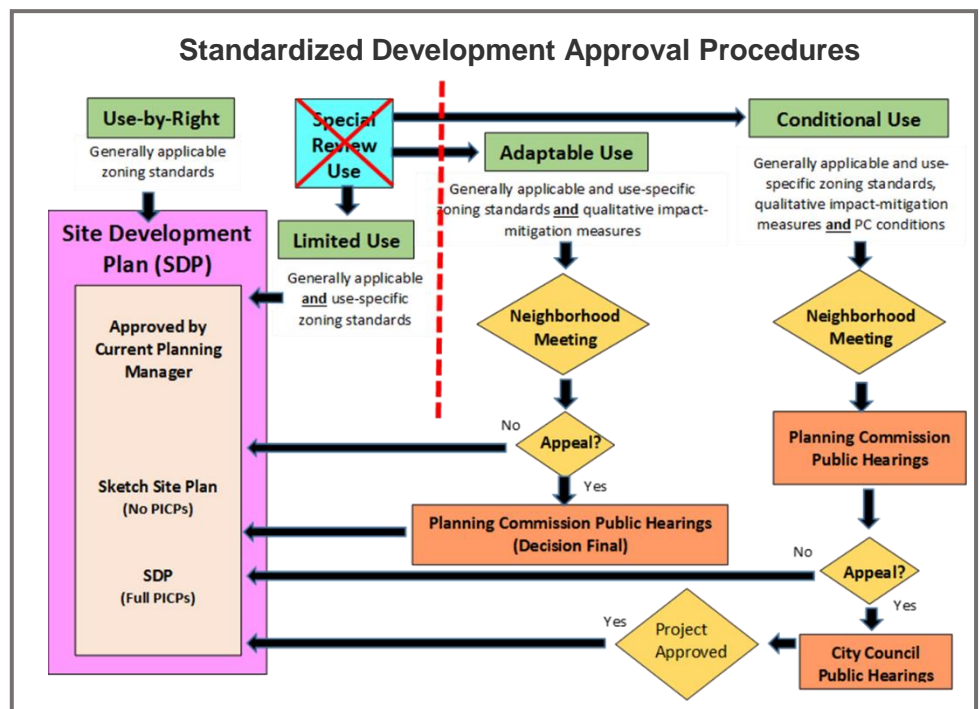 Standardized Development Approval Procedures
Use-by-Right
Generally applicable
zoning standards
Special
Review
Use
Conditional Use
Adaptable Use
Generally applicable and use-specific
zoning standards and qualitative impact-
mitigation measures
Generally applicable and use-
specific zoning standards,
qualitative impact-mitigation
measures and PC conditions
Site Development
Plan (SDP)
Limited Use
Generally applicable
and use-specific
zoning standards
Approved by
Current Planning
Manager
Neighborhood
Meeting
Neighborhood
Meeting
No
Appeal?
Yes
Planning Commission
Public Hearings
Sketch Site Plan
(No PICPs)
Planning Commission Public Hearings
(Decision Final)
No
Appeal?
Yes
SDP
(Full PICPs)
Yes
Project
Approved
City Council
Public Hearings